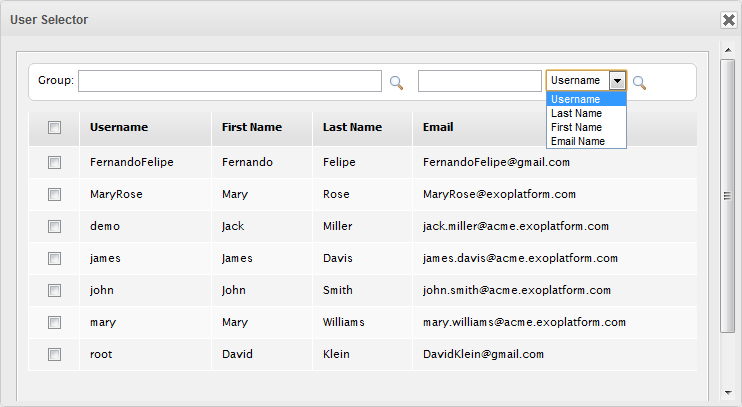 User Selector
Group: Username
Username
Last Name
First Name
Email Name
Username First Name Last Name Email
FernandoFelipe Fernando Felipe FernandoFelipe@gmail.com
MaryRose Mary Rose MaryRose@exoplatform.com
demo Jack Miller jack.miller@acme.exoplatform.com
james James Davis james.davis@acme.exoplatform.com
john John Smith john.smith@acme.exoplatform.com
mary Mary Williams mary.williams@acme.exoplatform.com
root David Klein DavidKlein@gmail.com